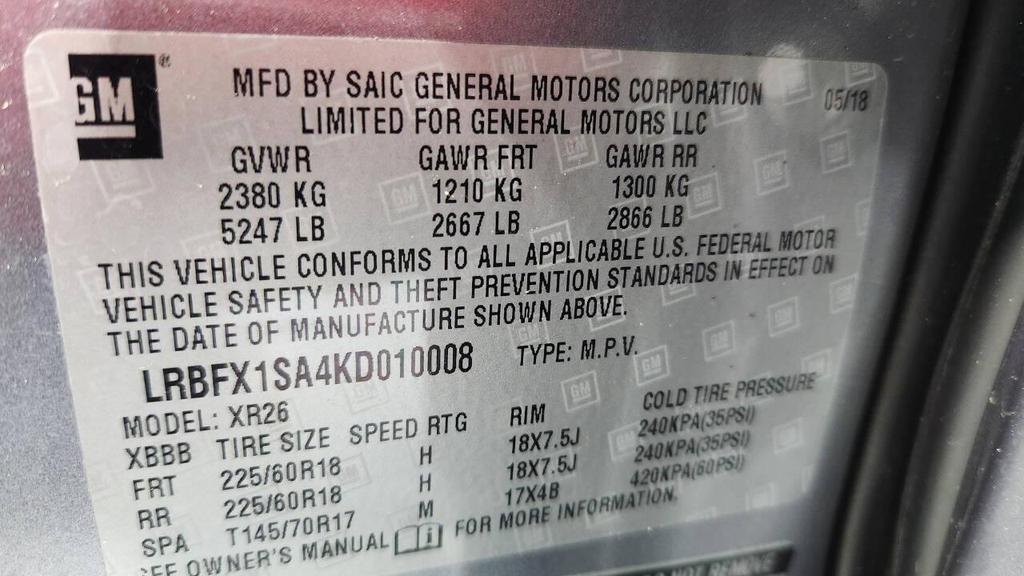 GM ®
MFD BY SAIC GENERAL MOTORS CORPORATION 05/18
LIMITED FOR GENERAL MOTORS LLC
GVWR GAWR FRT GAWR RR
2380 KG 1210 KG 1300 KG
5247 LB 2667 LB 2866 LB
THIS VEHICLE CONFORMS TO ALL APPLICABLE U.S. FEDERAL MOTOR
VEHICLE SAFETY AND THEFT PREVENTION STANDARDS IN EFFECT ON
THE DATE OF MANUFACTURE SHOWN ABOVE.
LRBFX1SA4KD010008 TYPE: M.P.V.
MODEL: XR26
XBBB TIRE SIZE SPEED RTG RIM COLD TIRE PRESSURE
FRT 225/60R18 H 18X7.5J 240KPA(35PSI)
RR 225/60R18 H 18X7.5J 240KPA(35PSI)
SPA T145/70R17 M 17X4B 420KPA(60PSI)
SEE OWNER'S MANUAL FOR MORE INFORMATION.
NOT REMOVE